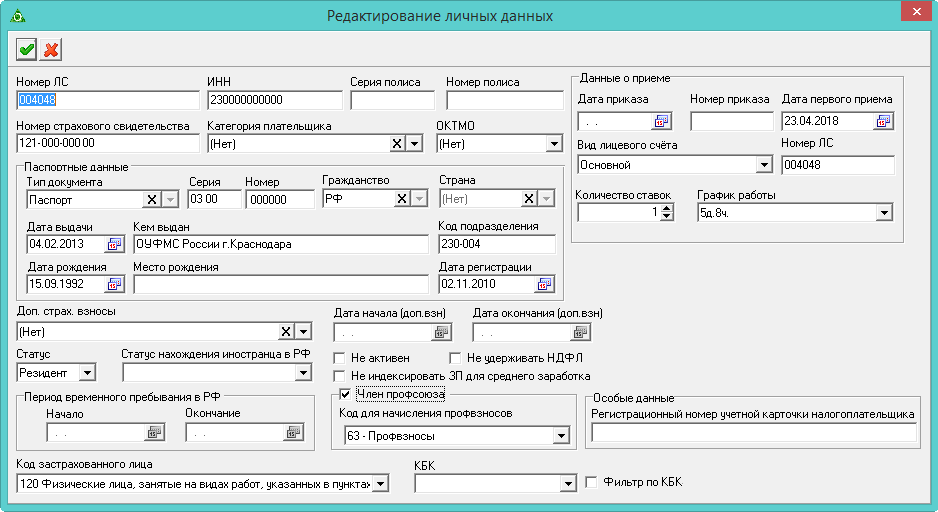 Редактирование личных данных
Номер ЛС ИНН Серия полиса Номер полиса
004048 230000000000
Номер страхового свидетельства Категория плательщика ОКТМО
121-000-000 00 (Нет) (Нет)
Паспортные данные
Тип документа Серия Номер Гражданство Страна
Паспорт 03 00 000000 РФ (Нет)
Дата выдачи Кем выдан Код подразделения
04.02.2013 ОУФМС России г.Краснодара 230-004
Дата рождения Место рождения Дата регистрации
15.09.1992 02.11.2010
Данные о приеме
Дата приказа Номер приказа Дата первого приема
. . 23.04.2018
Вид лицевого счёта Номер ЛС
Основной 004048
Количество ставок График работы
1 5д.8ч.
Доп. страх. взносы Дата начала (доп.взн) Дата окончания (доп.взн)
(Нет) . . . .
Статус Статус нахождения иностранца в РФ
Резидент
Не активен Не удерживать НДФЛ
Не индексировать ЗП для среднего заработка
Период временного пребывания в РФ
Начало Окончание
. . . .
Член профсоюза
Код для начисления профвзносов
63 - Профвзносы
Особые данные
Регистрационный номер учетной карточки налогоплательщика
Код застрахованного лица КБК
120 Физические лица, занятые на видах работ, указанных в пунктах Фильтр по КБК